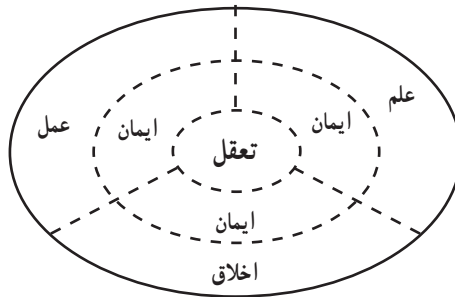 علم
عمل
ایمان
ایمان
تعقل
ایمان
اخلاق